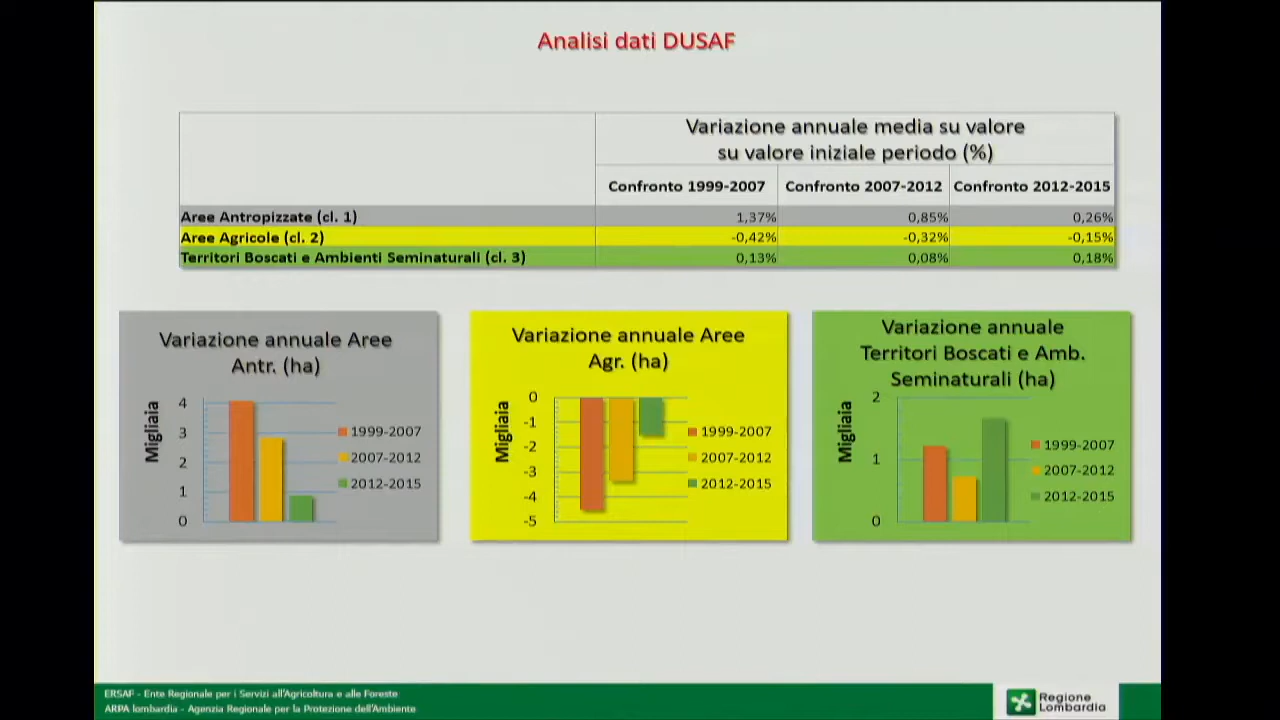 Analisi dati DUSAF
Variazione annuale media su valore
su valore iniziale periodo (%)
Confronto 1999-2007 Confronto 2007-2012 Confronto 2012-2015
Aree Antropizzate (cl. 1) 1,37% 0,85% 0,26%
Aree Agricole (cl. 2) -0,42% -0,32% -0,15%
Territori Boscati e Ambienti Seminaturali (cl. 3) 0,13% 0,08% 0,18%
Variazione annuale Aree
Antr. (ha)
Migliaia
4
3
2
1
0
1999-2007
2007-2012
2012-2015
Variazione annuale Aree
Agr. (ha)
Migliaia
0
-1
-2
-3
-4
-5
1999-2007
2007-2012
2012-2015
Variazione annuale
Territori Boscati e Amb.
Seminaturali (ha)
Migliaia
2
1
0
1999-2007
2007-2012
2012-2015
ERSAF - Ente Regionale per i Servizi all'Agricoltura e alle Foreste
ARPA lombardia - Agenzia Regionale per la Protezione dell'Ambiente
Regione
Lombardia